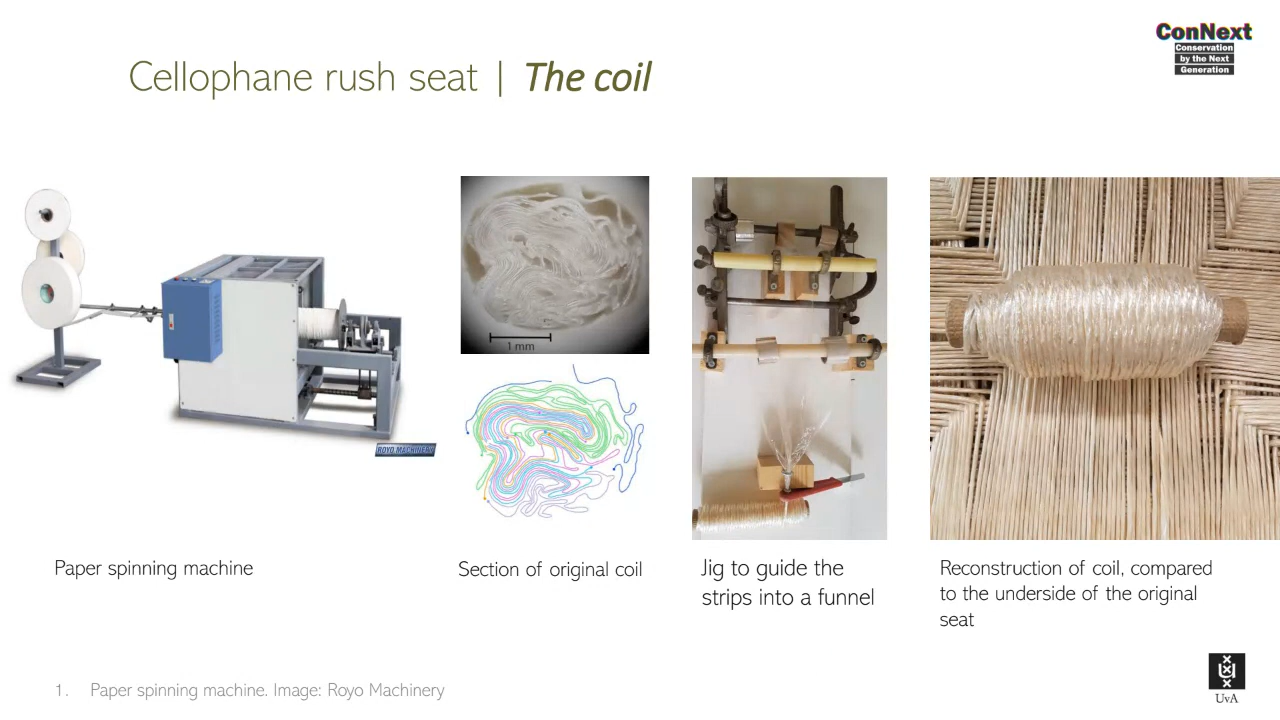 ConNext
Conservation
by the Next
Generation
Cellophane rush seat | The coil
1 mm
ROYO MACHINERY
Paper spinning machine
Section of original coil
Jig to guide the
strips into a funnel
Reconstruction of coil, compared
to the underside of the original
seat
1. Paper spinning machine. Image: Royo Machinery
UvA